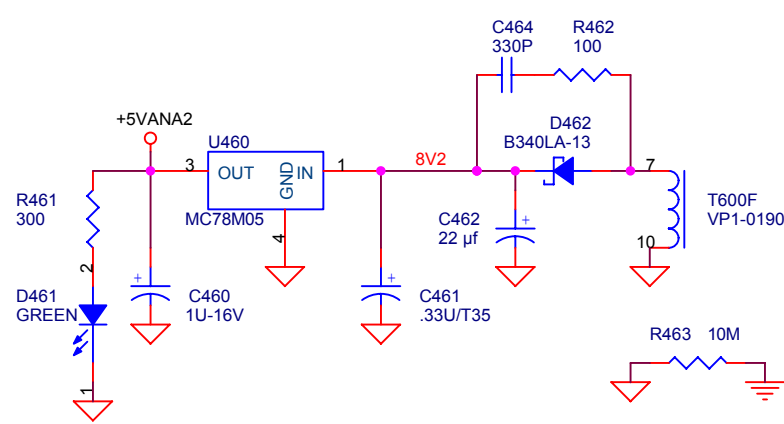 C464
330P
R462
100
+5VANA2
U460
D462
B340LA-13
3
OUT
GND
IN
1
8V2
7
R461
300
MC78M05
4
C462
22 µf
+
T600F
VP1-0190
10
2
D461
GREEN
+
C460
1U-16V
+
C461
.33U/T35
R463
10M
1